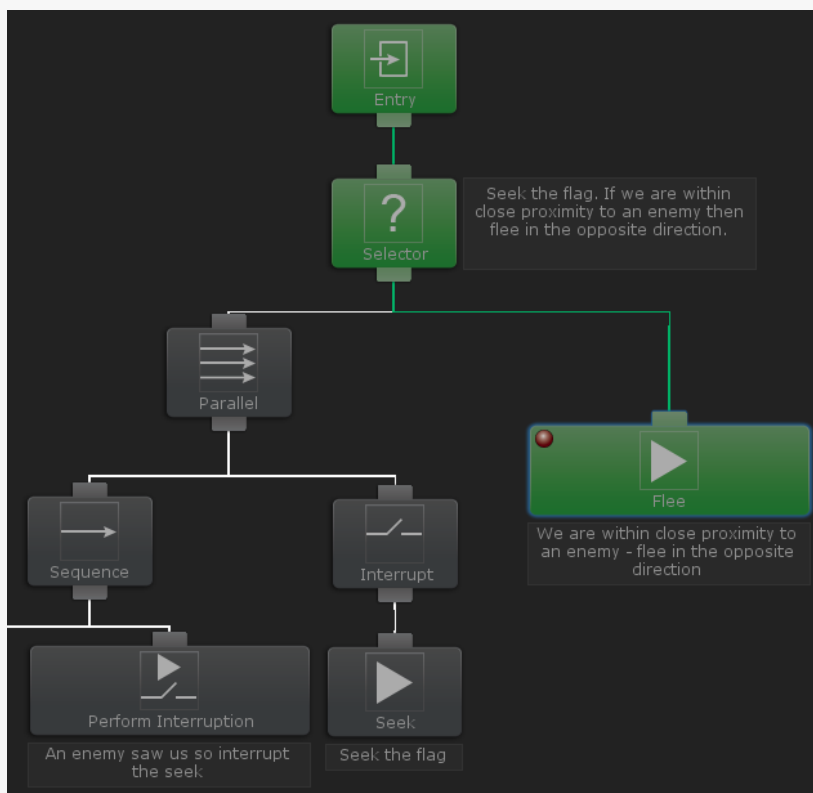 Entry
?
Selector
Seek the flag. If we are within
close proximity to an enemy then
flee in the opposite direction.
Parallel
Flee
We are within close proximity to
an enemy - flee in the opposite
direction
Sequence
Interrupt
Perform Interruption
An enemy saw us so interrupt
the seek
Seek
Seek the flag